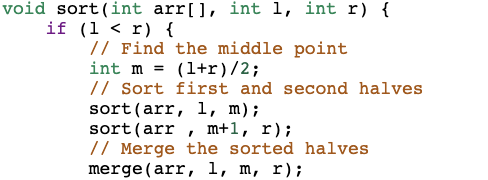 void sort(int arr[], int l, int r) {
    if (l < r) {
        // Find the middle point
        int m = (l+r)/2;
        // Sort first and second halves
        sort(arr, l, m);
        sort(arr , m+1, r);
        // Merge the sorted halves
        merge(arr, l, m, r);